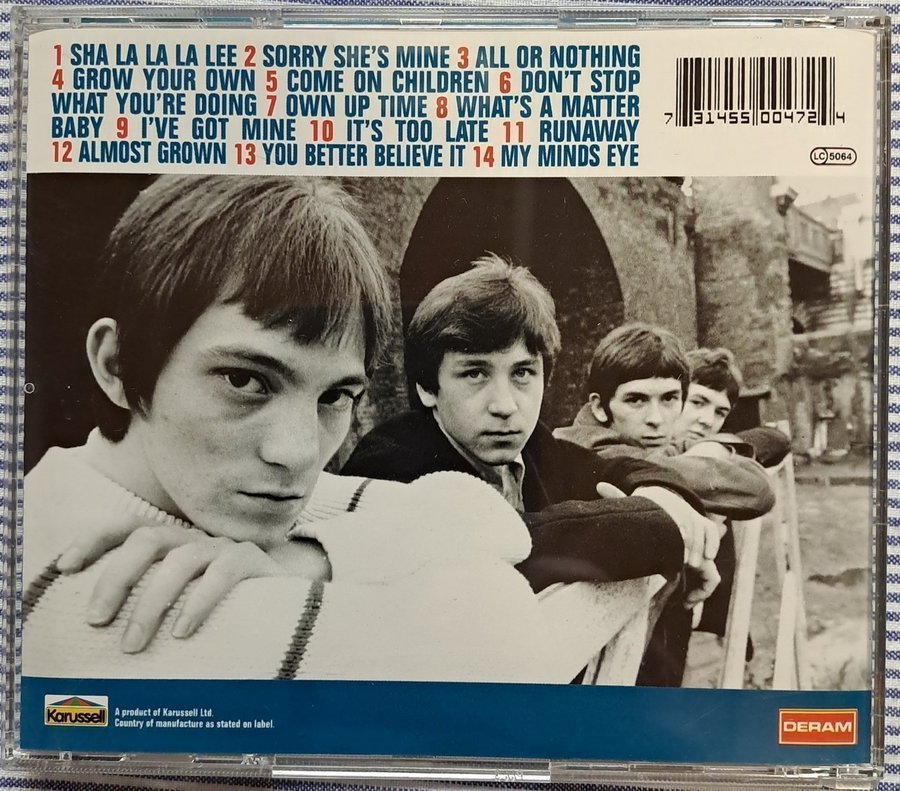 1 SHA LA LA LA LEE 2 SORRY SHE'S MINE 3 ALL OR NOTHING
4 GROW YOUR OWN 5 COME ON CHILDREN 6 DON'T STOP
WHAT YOU'RE DOING 7 OWN UP TIME 8 WHAT'S A MATTER
BABY 9 I'VE GOT MINE 10 IT'S TOO LATE 11 RUNAWAY
12 ALMOST GROWN 13 YOU BETTER BELIEVE IT 14 MY MINDS EYE
7 31455 00472 4
LC 5064
Karussell
A product of Karussell Ltd.
Country of manufacture as stated on label.
DERAM